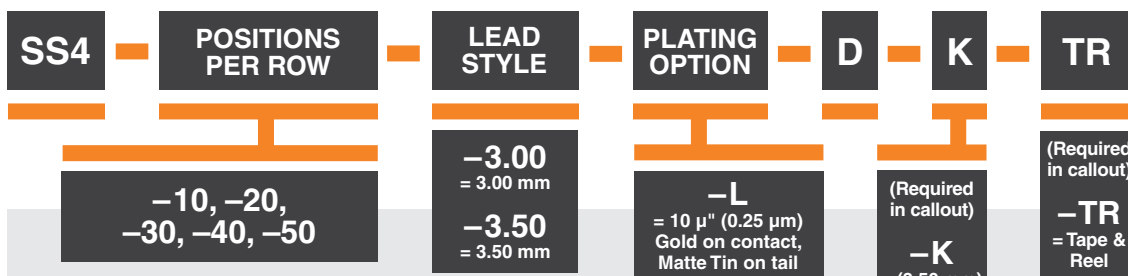 SS4
POSITIONS
PER ROW
LEAD
STYLE
PLATING
OPTION
D
K
TR
–10, –20,
–30, –40, –50
–3.00
= 3.00 mm
–3.50
= 3.50 mm
–L
= 10 µ" (0.25 µm)
Gold on contact,
Matte Tin on tail
(Required
in callout)
–K
(Required
in callout)
–TR
= Tape &
Reel